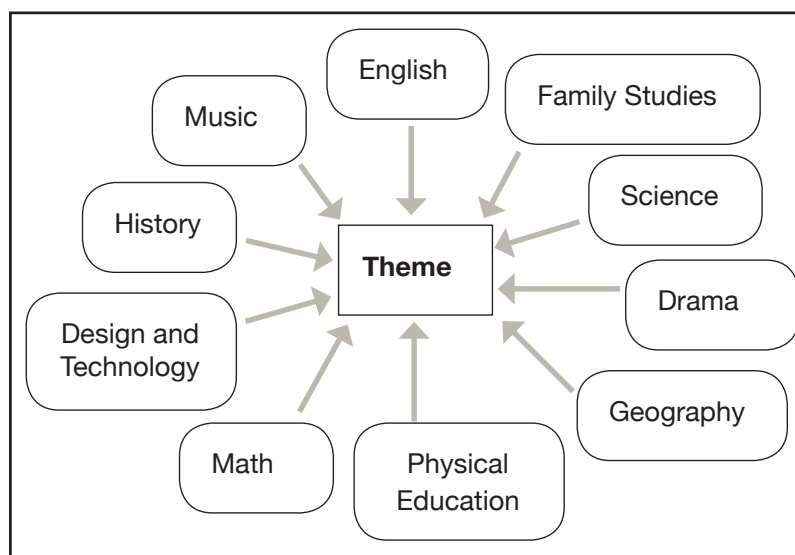 English
Family Studies
Music
Science
History
Theme
Drama
Design and
Technology
Geography
Math
Physical
Education